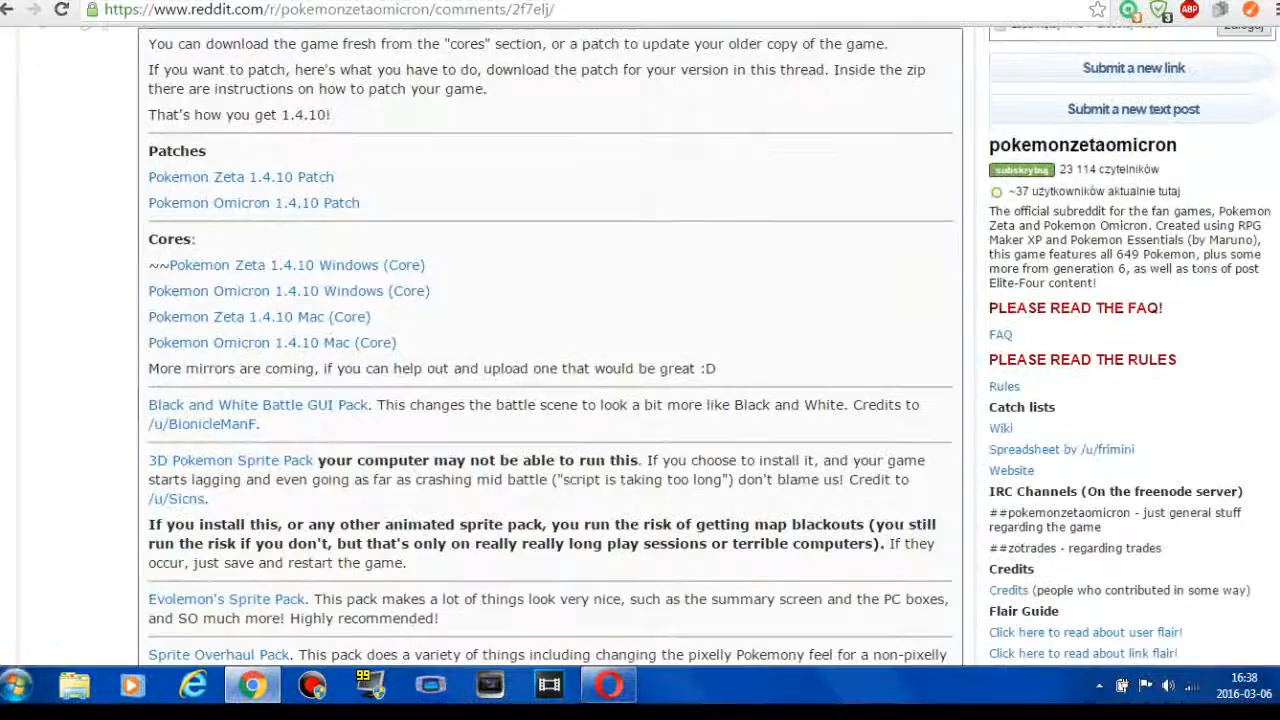 https://www.reddit.com/r/pokemonzetaomicron/comments/2f7elj/
3
3
ABP
You can download the game fresh from the "cores" section, or a patch to update your older copy of the game.
If you want to patch, here's what you have to do, download the patch for your version in this thread. Inside the zip
there are instructions on how to patch your game.
That's how you get 1.4.10!
Patches
Pokemon Zeta 1.4.10 Patch
Pokemon Omicron 1.4.10 Patch
Cores:
~~Pokemon Zeta 1.4.10 Windows (Core)
Pokemon Omicron 1.4.10 Windows (Core)
Pokemon Zeta 1.4.10 Mac (Core)
Pokemon Omicron 1.4.10 Mac (Core)
More mirrors are coming, if you can help out and upload one that would be great :D
Black and White Battle GUI Pack. This changes the battle scene to look a bit more like Black and White. Credits to
/u/BionicleManF.
3D Pokemon Sprite Pack your computer may not be able to run this. If you choose to install it, and your game
starts lagging and even going as far as crashing mid battle ("script is taking too long") don't blame us! Credit to
/u/Sicns.
If you install this, or any other animated sprite pack, you run the risk of getting map blackouts (you still
run the risk if you don't, but that's only on really really long play sessions or terrible computers). If they
occur, just save and restart the game.
Evolemon's Sprite Pack. This pack makes a lot of things look very nice, such as the summary screen and the PC boxes,
and SO much more! Highly recommended!
Sprite Overhaul Pack. This pack does a variety of things including changing the pixelly Pokemony feel for a non-pixelly
Submit a new link
Submit a new text post
pokemonzetaomicron
subskrybuj 23 114 czytelników
~37 użytkowników aktualnie tutaj
The official subreddit for the fan games, Pokemon
Zeta and Pokemon Omicron. Created using RPG
Maker XP and Pokemon Essentials (by Maruno),
this game features all 649 Pokemon, plus some
more from generation 6, as well as tons of post
Elite-Four content!
PLEASE READ THE FAQ!
FAQ
PLEASE READ THE RULES
Rules
Catch lists
Wiki
Spreadsheet by /u/frimini
Website
IRC Channels (On the freenode server)
##pokemonzetaomicron - just general stuff
regarding the game
##zotrades - regarding trades
Credits
Credits (people who contributed in some way)
Flair Guide
Click here to read about user flair!
Click here to read about link flair!
99
16:38
2016-03-06